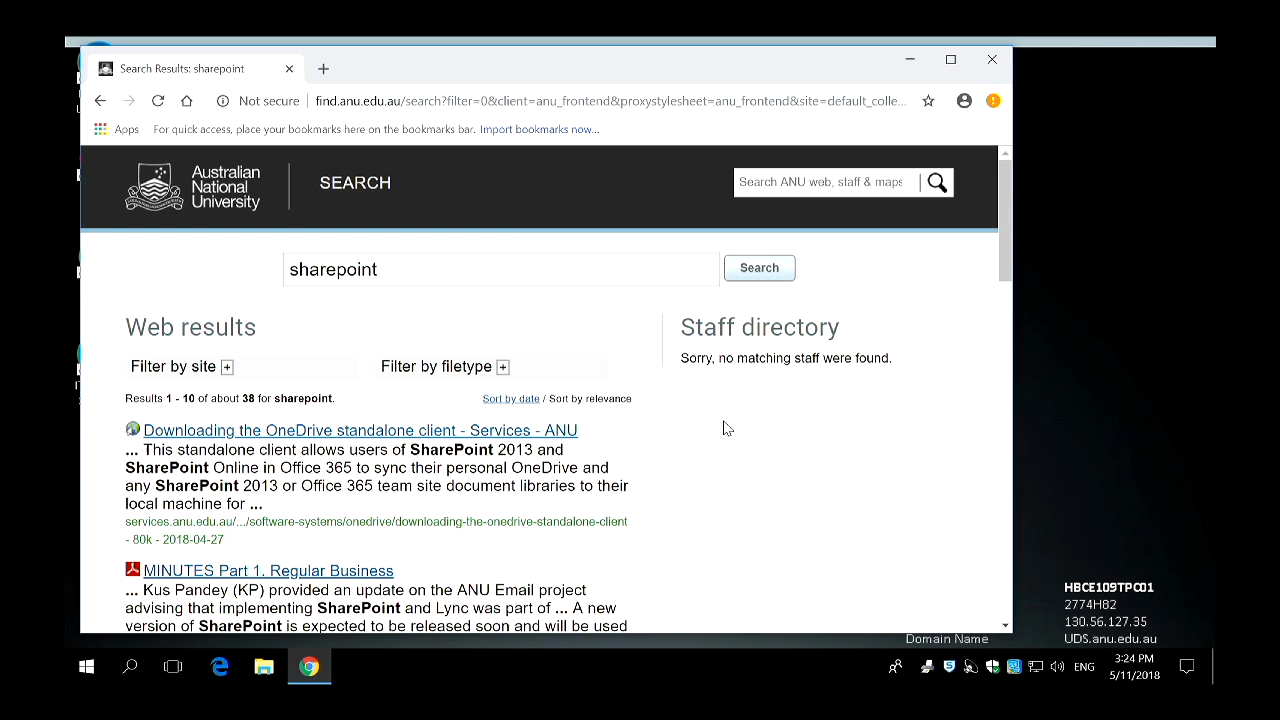 Search Results: sharepoint
Not secure find.anu.edu.au/search?filter=0&client=anu_frontend&proxystylesheet=anu_frontend&site=default_colle...
Apps For quick access, place your bookmarks here on the bookmarks bar. Import bookmarks now...
Australian
National
University
SEARCH
Search ANU web, staff & maps
sharepoint
Search
Web results
Staff directory
Sorry, no matching staff were found.
Filter by site + Filter by filetype +
Results 1 - 10 of about 38 for sharepoint.
Sort by date / Sort by relevance
Downloading the OneDrive standalone client - Services - ANU
... This standalone client allows users of SharePoint 2013 and
SharePoint Online in Office 365 to sync their personal OneDrive and
any SharePoint 2013 or Office 365 team site document libraries to their
local machine for ...
services.anu.edu.au/.../software-systems/onedrive/downloading-the-onedrive-standalone-client
- 80k - 2018-04-27
MINUTES Part 1. Regular Business
... Kus Pandey (KP) provided an update on the ANU Email project
advising that implementing SharePoint and Lync was part of ... A new
version of SharePoint is expected to be released soon and will be used
HBCE109TPC01
2774H82
130.56.127.35
Domain Name UDS.anu.edu.au
ENG
3:24 PM
5/11/2018